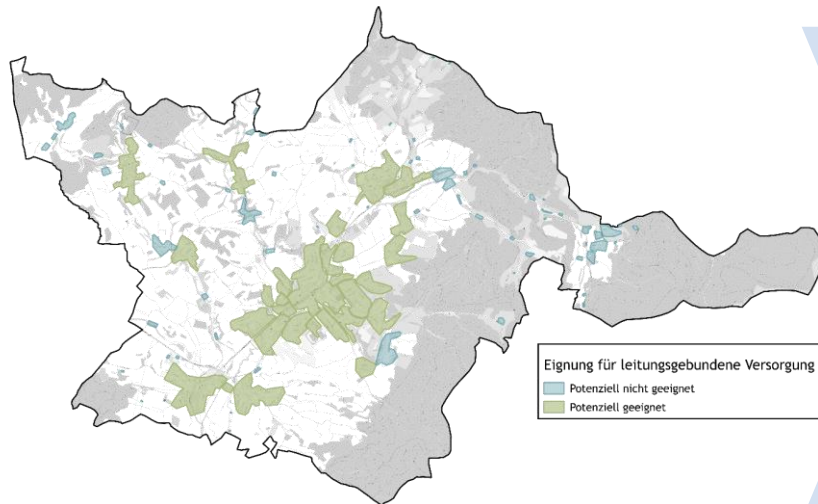 Eignung für leitungsgebundene Versorgung
Potenziell nicht geeignet
Potenziell geeignet